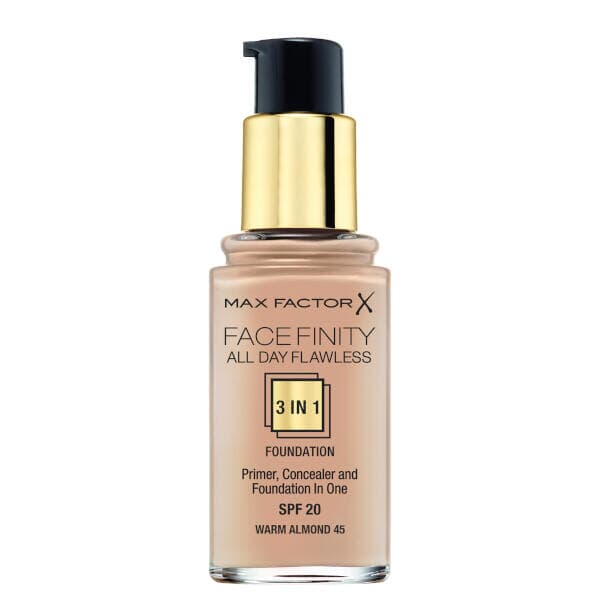 MAX FACTOR X
FACE FINITY
ALL DAY FLAWLESS
3 IN 1
FOUNDATION
Primer, Concealer and
Foundation In One
SPF 20
WARM ALMOND 45